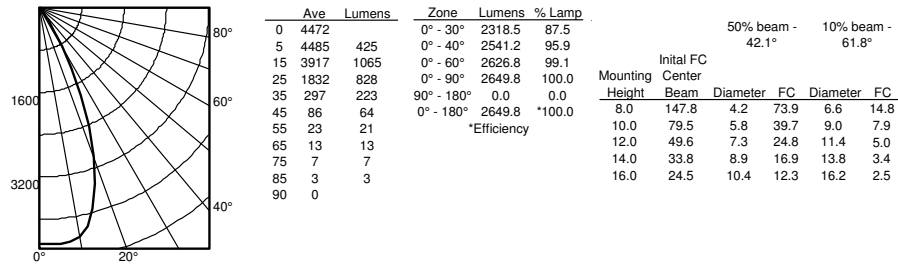 80°
60°
40°
1600
3200
0° 20°
Ave Lumens
0 4472
5 4485 425
15 3917 1065
25 1832 828
35 297 223
45 86 64
55 23 21
65 13 13
75 7 7
85 3 3
90 0
Zone Lumens % Lamp
0° - 30° 2318.5 87.5
0° - 40° 2541.2 95.9
0° - 60° 2626.8 99.1
0° - 90° 2649.8 100.0
90° - 180° 0.0 0.0
0° - 180° 2649.8 *100.0
*Efficiency
50% beam - 10% beam -
42.1° 61.8°
Inital FC
Mounting Center
Height Beam Diameter FC Diameter FC
8.0 147.8 4.2 73.9 6.6 14.8
10.0 79.5 5.8 39.7 9.0 7.9
12.0 49.6 7.3 24.8 11.4 5.0
14.0 33.8 8.9 16.9 13.8 3.4
16.0 24.5 10.4 12.3 16.2 2.5